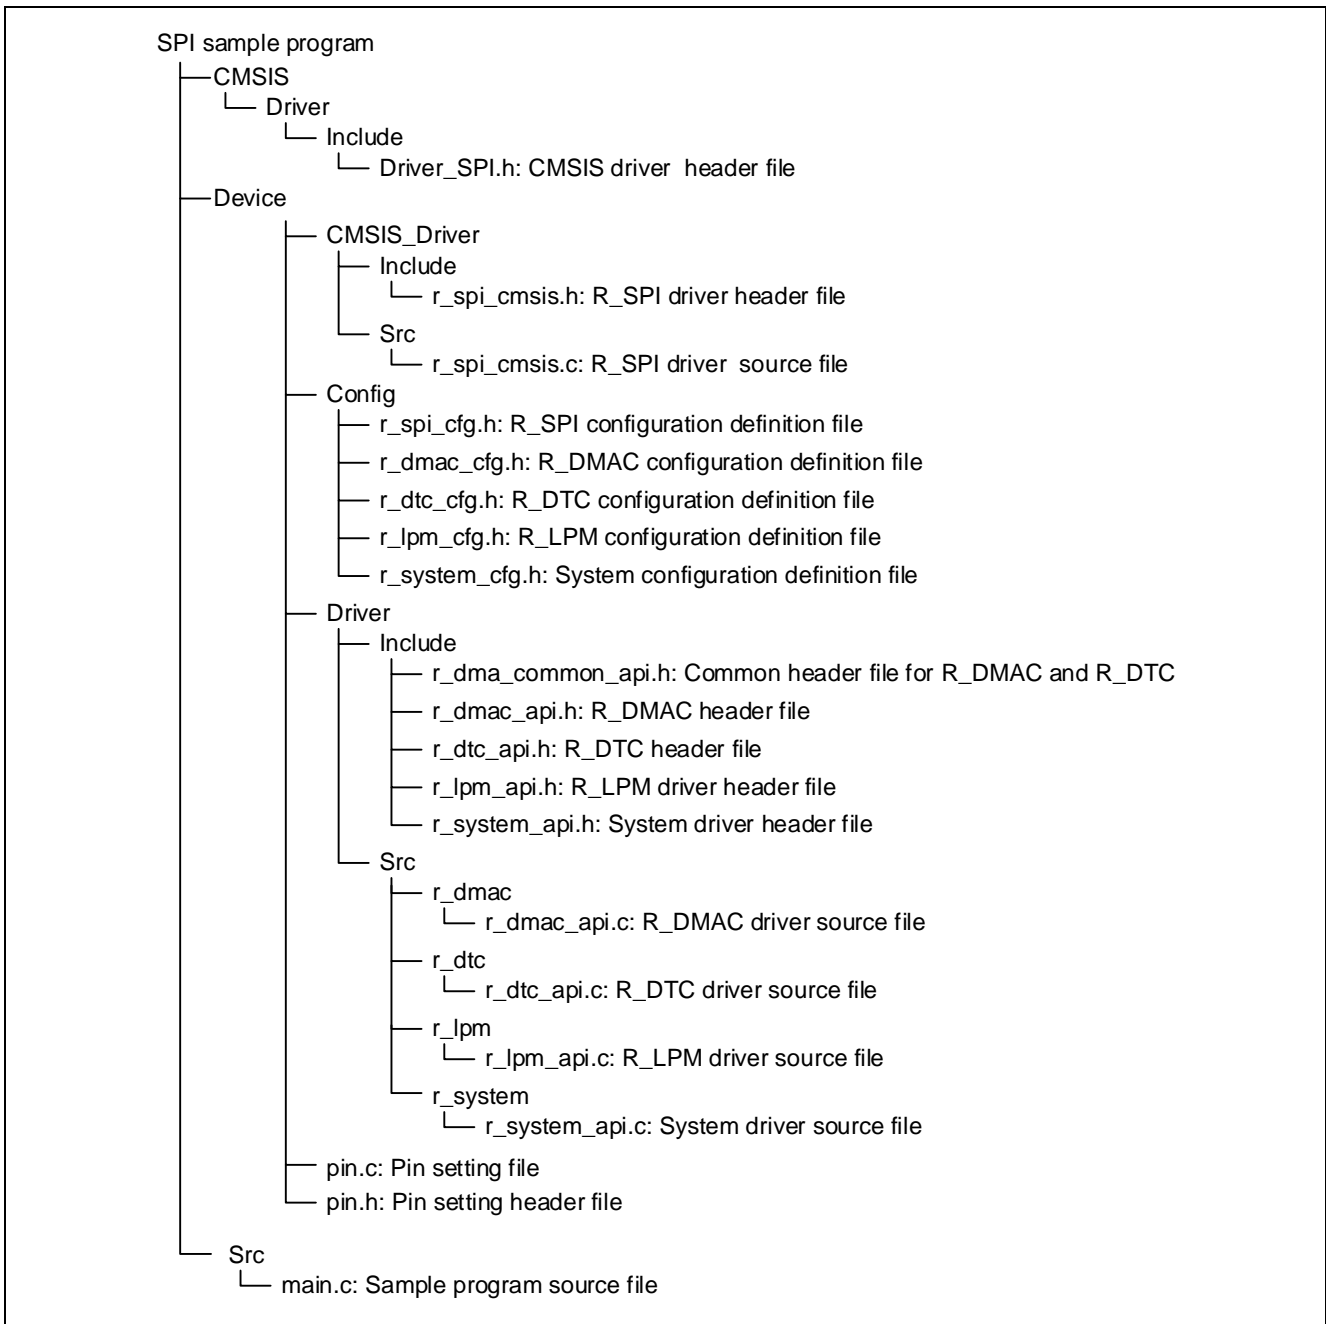 SPI sample program
CMSIS
Driver
Include
Driver_SPI.h: CMSIS driver header file
Device
CMSIS_Driver
Include
r_spi_cmsis.h: R_SPI driver header file
Src
r_spi_cmsis.c: R_SPI driver source file
Config
r_spi_cfg.h: R_SPI configuration definition file
r_dmac_cfg.h: R_DMAC configuration definition file
r_dtc_cfg.h: R_DTC configuration definition file
r_lpm_cfg.h: R_LPM configuration definition file
r_system_cfg.h: System configuration definition file
Driver
Include
r_dma_common_api.h: Common header file for R_DMAC and R_DTC
r_dmac_api.h: R_DMAC header file
r_dtc_api.h: R_DTC header file
r_lpm_api.h: R_LPM driver header file
r_system_api.h: System driver header file
Src
r_dmac
r_dmac_api.c: R_DMAC driver source file
r_dtc
r_dtc_api.c: R_DTC driver source file
r_lpm
r_lpm_api.c: R_LPM driver source file
r_system
r_system_api.c: System driver source file
pin.c: Pin setting file
pin.h: Pin setting header file
Src
main.c: Sample program source file